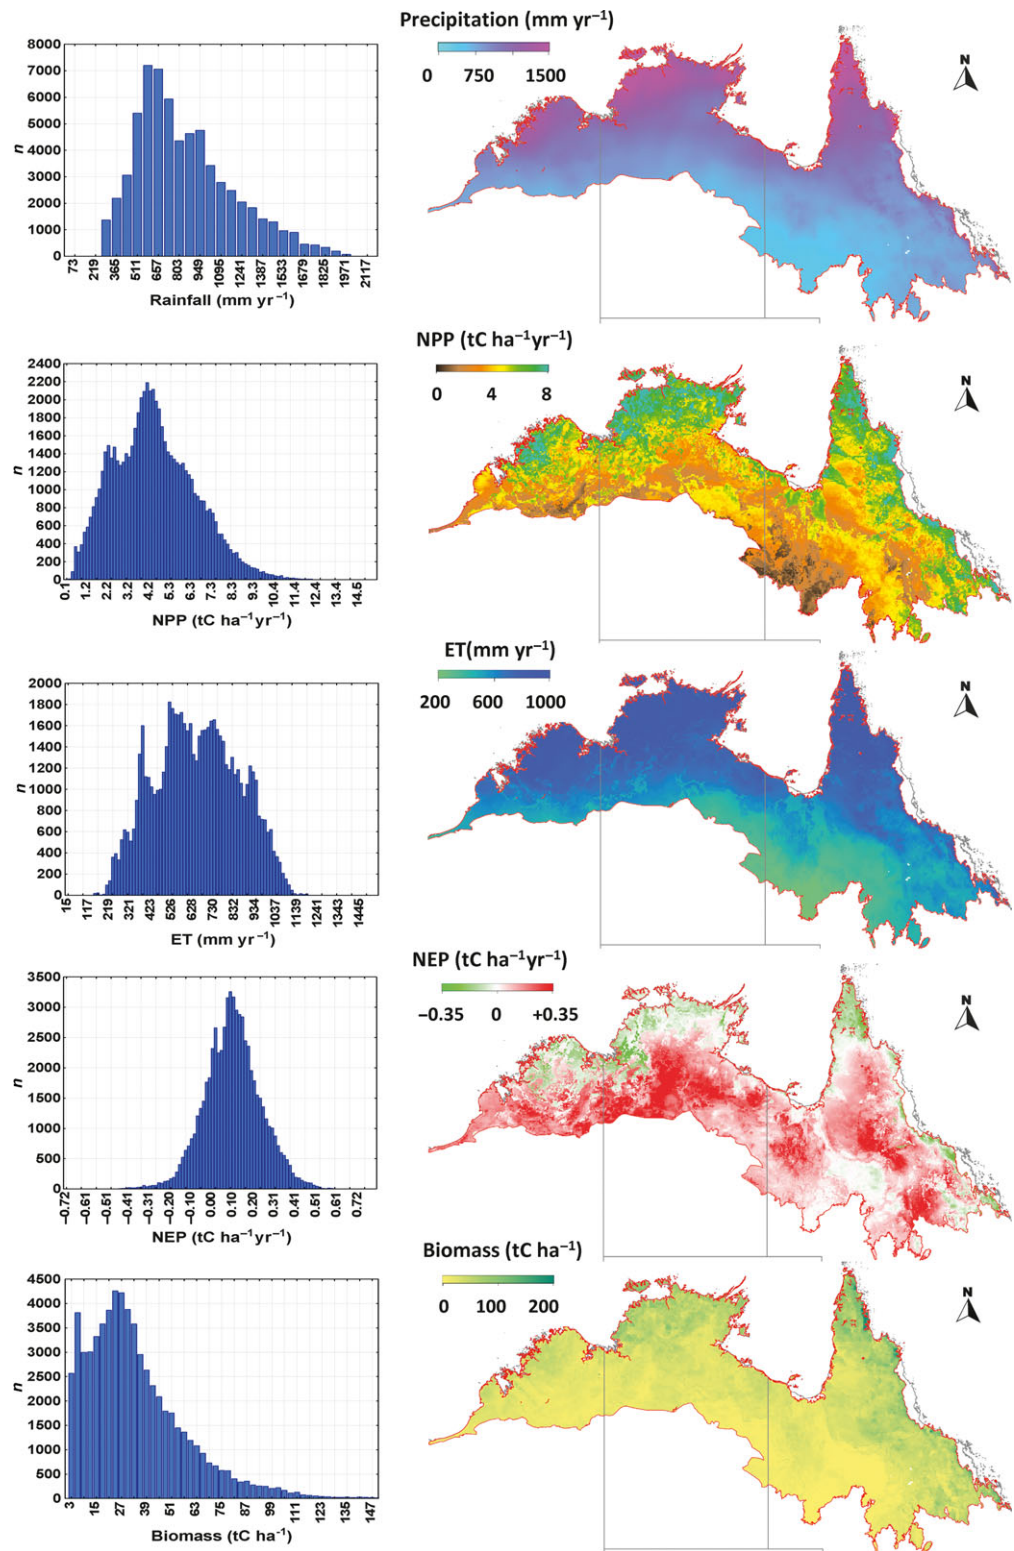 Precipitation (mm yr⁻¹)
0 750 1500
N
8000
7000
6000
5000
4000
3000
2000
1000
0
n
73 219 365 511 657 803 949 1095 1241 1387 1533 1679 1825 1971 2117
Rainfall (mm yr⁻¹)
NPP (tC ha⁻¹yr⁻¹)
0 4 8
N
2400
2200
2000
1800
1600
1400
1200
1000
800
600
400
200
0
n
0.1 1.2 2.2 3.2 4.2 5.3 6.3 7.3 8.3 9.3 10.4 11.4 12.4 13.4 14.5
NPP (tC ha⁻¹yr⁻¹)
ET(mm yr⁻¹)
200 600 1000
N
2000
1800
1600
1400
1200
1000
800
600
400
200
0
n
15 117 219 321 423 526 628 730 832 934 1037 1139 1241 1343 1445
ET (mm yr⁻¹)
NEP (tC ha⁻¹yr⁻¹)
−0.35 0 +0.35
N
3500
3000
2500
2000
1500
1000
500
0
n
−0.72 −0.61 −0.51 −0.41 −0.31 −0.20 −0.10 0.00 0.10 0.20 0.31 0.41 0.51 0.61 0.72
NEP (tC ha⁻¹yr⁻¹)
Biomass (tC ha⁻¹)
0 100 200
N
4500
4000
3500
3000
2500
2000
1500
1000
500
0
n
3 16 27 39 51 63 75 87 99 111 123 135 147
Biomass (tC ha⁻¹)